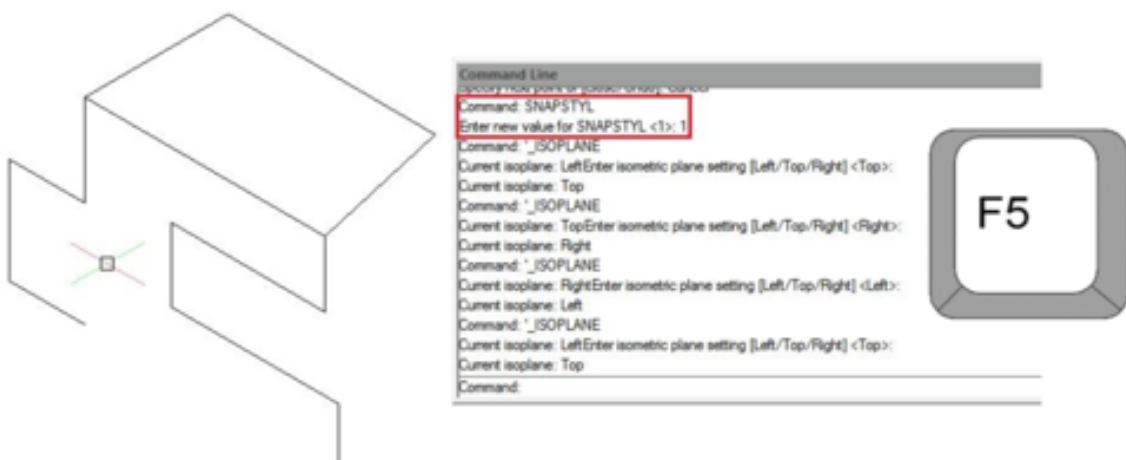 Command Line
Command: SNAPSTYL
Enter new value for SNAPSTYL <1>: 1
Command: '_ISOPLANE
Current isoplane: LeftEnter isometric plane setting [Left/Top/Right] <Top>:
Current isoplane: Top
Command: '_ISOPLANE
Current isoplane: TopEnter isometric plane setting [Left/Top/Right] <Right>:
Current isoplane: Right
Command: '_ISOPLANE
Current isoplane: RightEnter isometric plane setting [Left/Top/Right] <Left>:
Current isoplane: Left
Command: '_ISOPLANE
Current isoplane: LeftEnter isometric plane setting [Left/Top/Right] <Top>:
Current isoplane: Top
Command:
F5